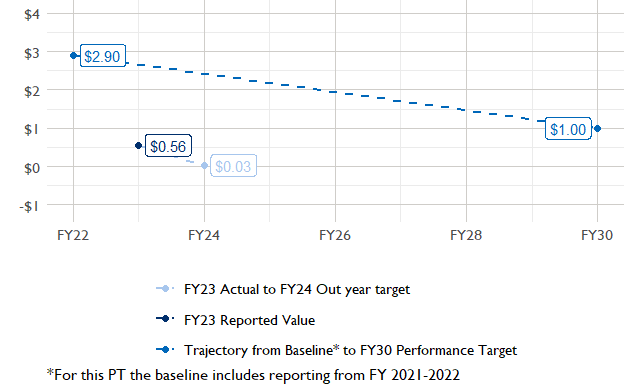 $4
$3
$2.90
$2
$1
$1.00
$0.56
$0
$0.03
-$1
FY22 FY24 FY26 FY28 FY30
FY23 Actual to FY24 Out year target
FY23 Reported Value
Trajectory from Baseline* to FY30 Performance Target
*For this PT the baseline includes reporting from FY 2021-2022